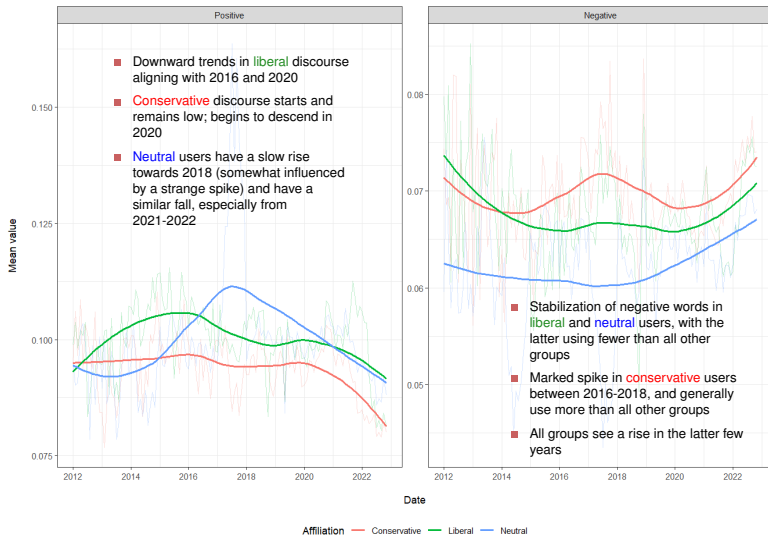 Positive
Negative
Downward trends in liberal discourse
aligning with 2016 and 2020
Conservative discourse starts and
remains low; begins to descend in
2020
Neutral users have a slow rise
towards 2018 (somewhat influenced
by a strange spike) and have a
similar fall, especially from
2021-2022
Mean value
0.150
0.125
0.100
0.075
0.08
0.07
0.06
0.05
Stabilization of negative words in
liberal and neutral users, with the
latter using fewer than all other
groups
Marked spike in conservative users
between 2016-2018, and generally
use more than all other groups
All groups see a rise in the latter few
years
2012 2014 2016 2018 2020 2022
2012 2014 2016 2018 2020 2022
Date
Affiliation Conservative Liberal Neutral